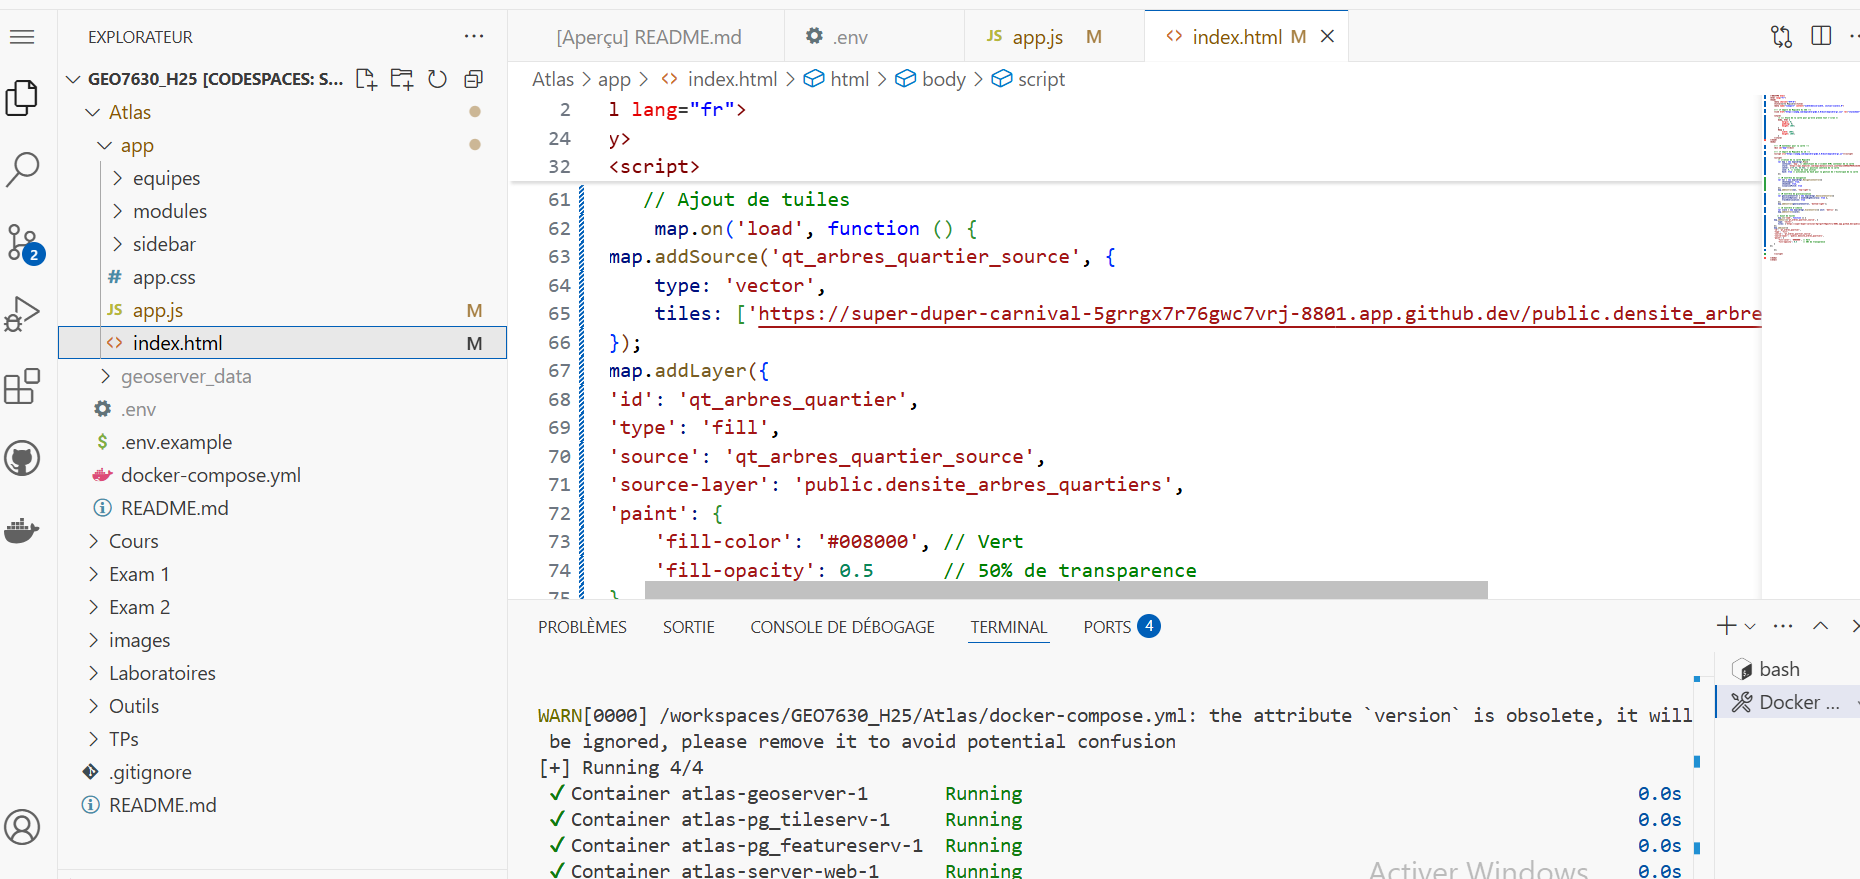 EXPLORATEUR
GEO7630_H25 [CODESPACES: S...
Atlas
app
equipes
modules
sidebar
# app.css
JS app.js M
<> index.html M
geoserver_data
.env
$ .env.example
docker-compose.yml
README.md
Cours
Exam 1
Exam 2
images
Laboratoires
Outils
TPs
.gitignore
README.md
2
[Aperçu] README.md
.env
JS app.js M
<> index.html M
Atlas > app > <> index.html > html > body > script
2 l lang="fr">
24 y>
32 <script>
61 // Ajout de tuiles
62 map.on('load', function () {
63 map.addSource('qt_arbres_quartier_source', {
64 type: 'vector',
65 tiles: ['https://super-duper-carnival-5grrgx7r76gwc7vrj-8801.app.github.dev/public.densite_arbre
66 });
67 map.addLayer({
68 'id': 'qt_arbres_quartier',
69 'type': 'fill',
70 'source': 'qt_arbres_quartier_source',
71 'source-layer': 'public.densite_arbres_quartiers',
72 'paint': {
73 'fill-color': '#008000', // Vert
74 'fill-opacity': 0.5 // 50% de transparence
75 }
PROBLÈMES SORTIE CONSOLE DE DÉBOGAGE TERMINAL PORTS 4
WARN[0000] /workspaces/GEO7630_H25/Atlas/docker-compose.yml: the attribute `version` is obsolete, it will
be ignored, please remove it to avoid potential confusion
[+] Running 4/4
✓ Container atlas-geoserver-1 Running 0.0s
✓ Container atlas-pg_tileserv-1 Running 0.0s
✓ Container atlas-pg_featureserv-1 Running 0.0s
✓ Container atlas-server-web-1 Running 0.0s
bash
Docker ...
Activer Windows